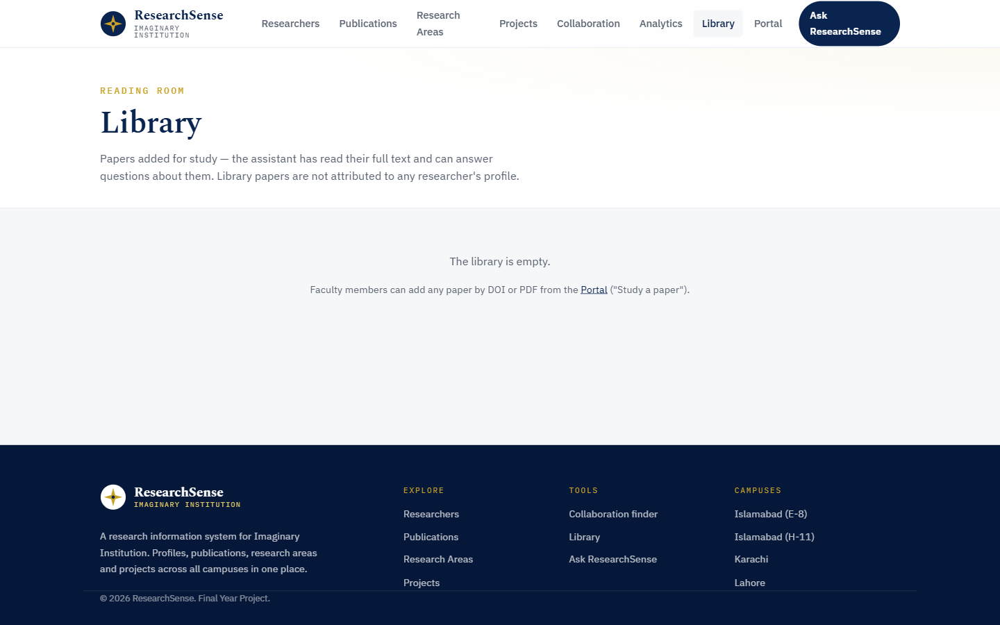 ResearchSense
IMAGINARY
INSTITUTION
Researchers
Publications
Research
Areas
Projects
Collaboration
Analytics
Library
Portal
Ask
ResearchSense
READING ROOM
Library
Papers added for study — the assistant has read their full text and can answer
questions about them. Library papers are not attributed to any researcher's profile.
The library is empty.
Faculty members can add any paper by DOI or PDF from the Portal ("Study a paper").
ResearchSense
IMAGINARY INSTITUTION
A research information system for Imaginary
Institution. Profiles, publications, research areas
and projects across all campuses in one place.
EXPLORE
Researchers
Publications
Research Areas
Projects
TOOLS
Collaboration finder
Library
Ask ResearchSense
CAMPUSES
Islamabad (E-8)
Islamabad (H-11)
Karachi
Lahore
© 2026 ResearchSense. Final Year Project.